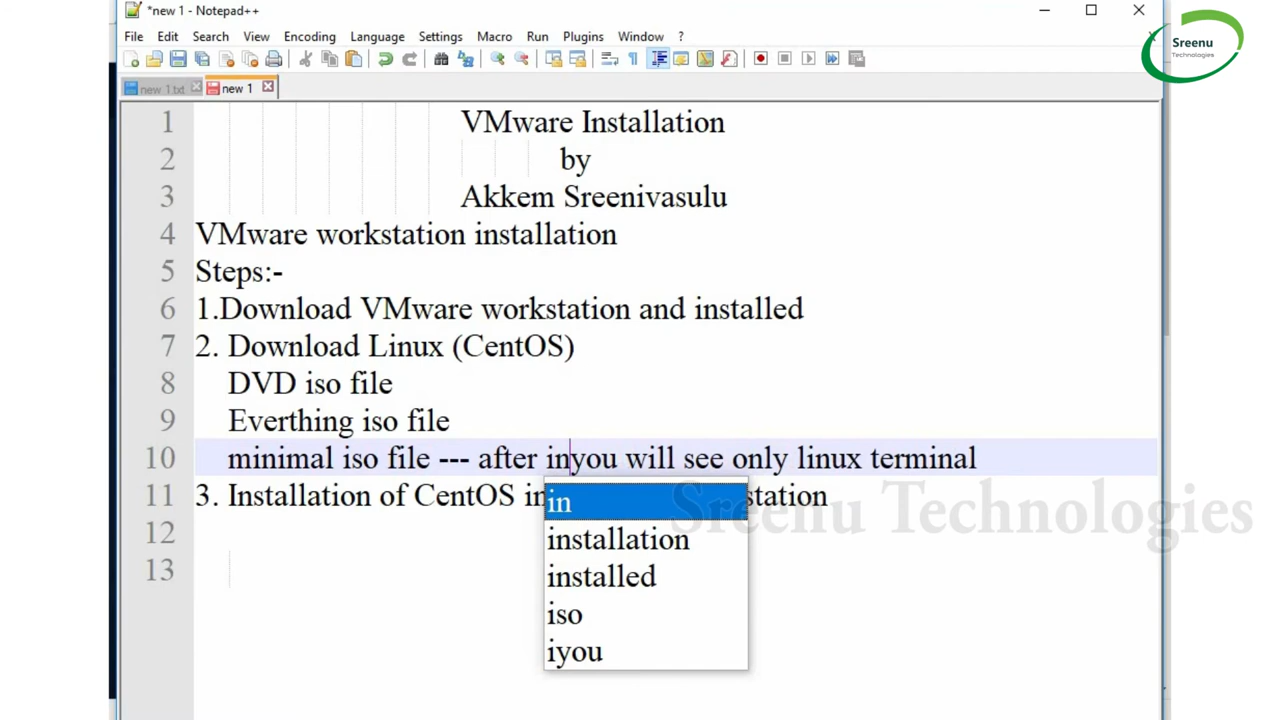 *new 1 - Notepad++
File Edit Search View Encoding Language Settings Tools Macro Run Plugins Window ?
new 1.txt new 1
1 VMware Installation
2 by
3 Akkem Sreenivasulu
4 VMware workstation installation
5 Steps:-
6 1.Download VMware workstation and installed
7 2. Download Linux (CentOS)
8 DVD iso file
9 Everthing iso file
10 minimal iso file --- after inyou will see only linux terminal
11 3. Installation of CentOS in station
12
13
in
installation
installed
iso
iyou
Sreenu Technologies
Sreenu
Technologies